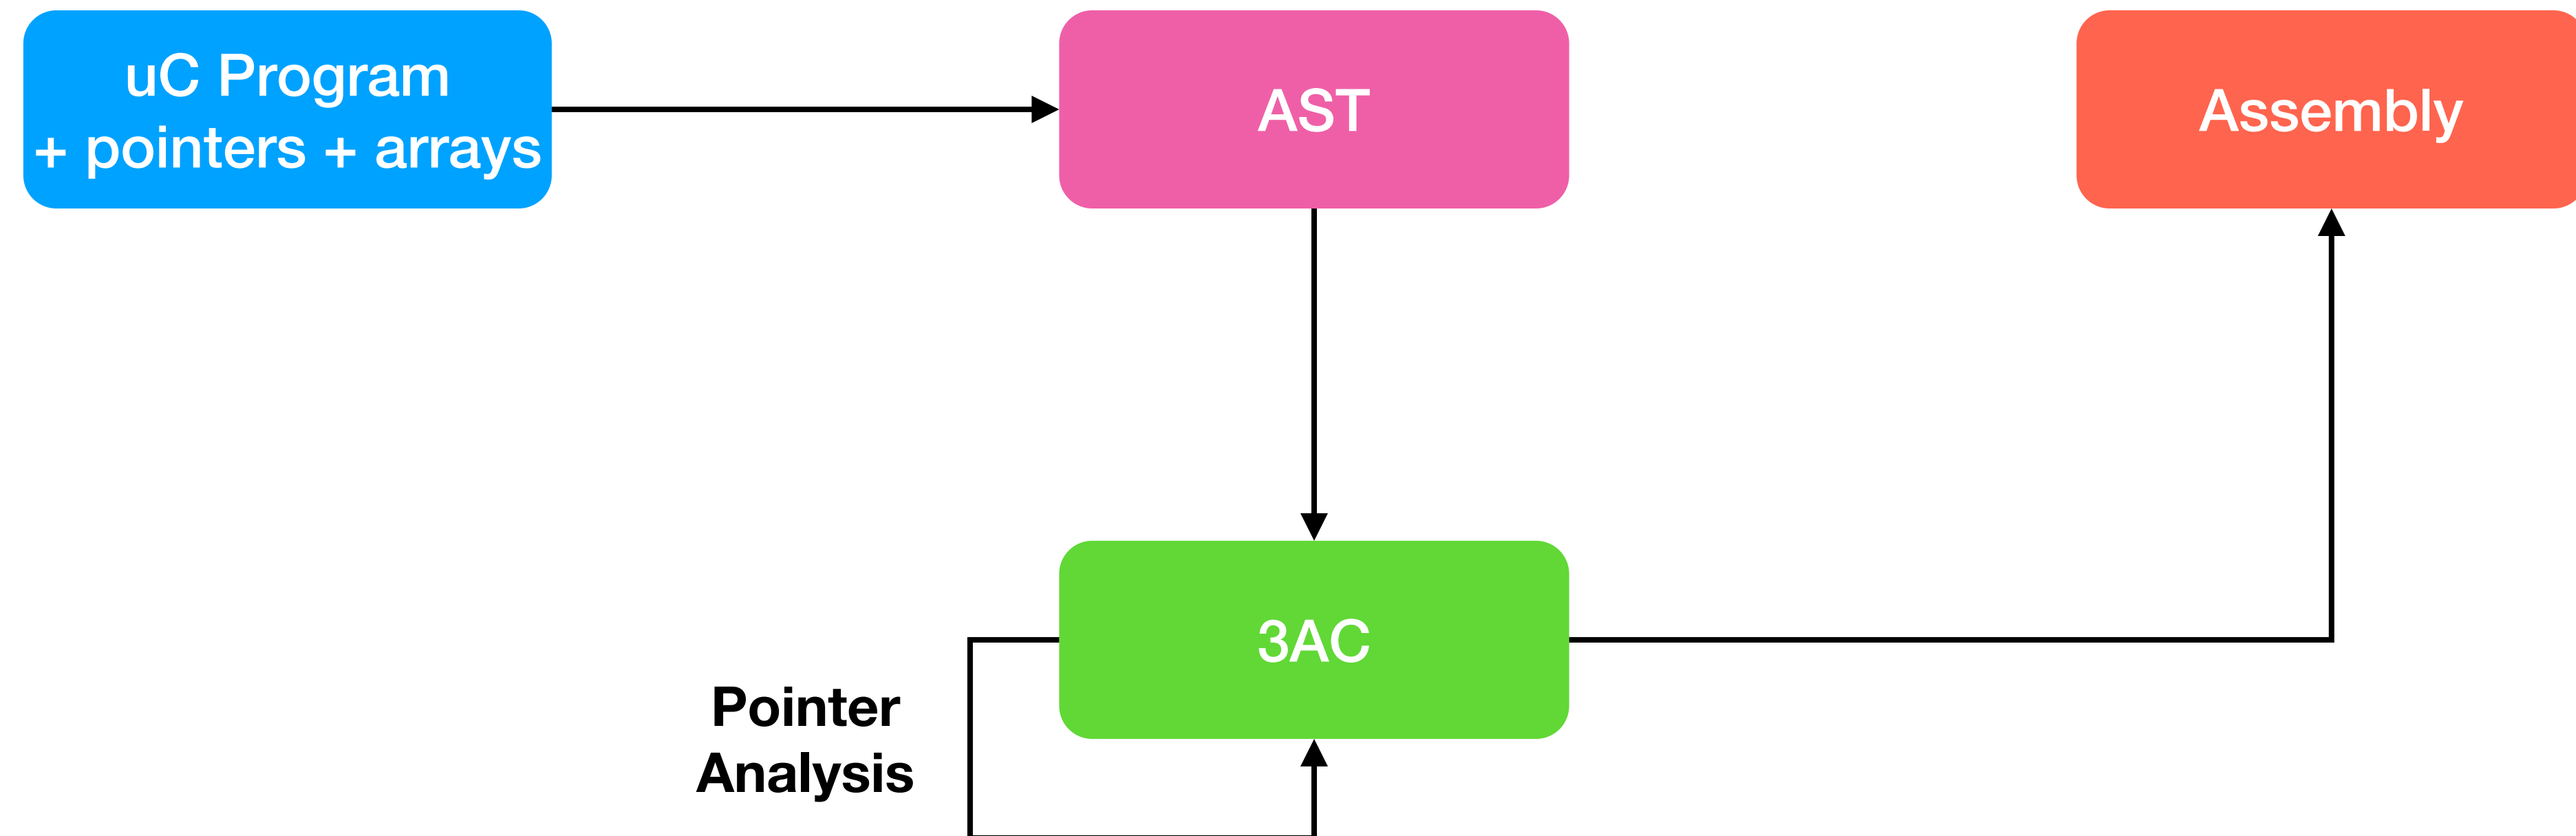 uC Program
+ pointers + arrays
AST
Assembly
3AC
Pointer
Analysis